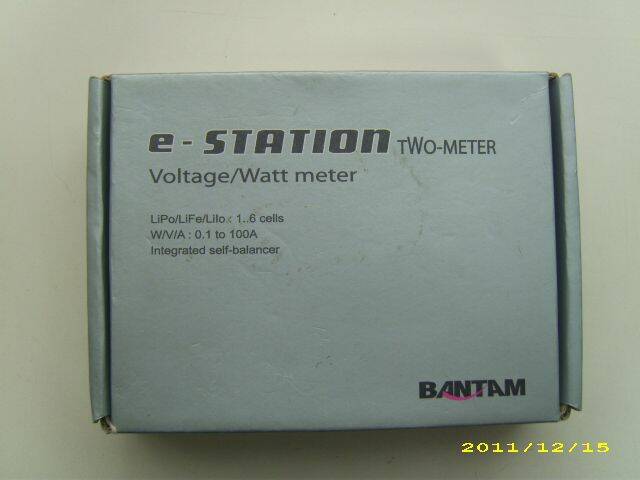 e-STATION TWO-METER
Voltage/Watt meter
LiPo/LiFe/LiIo : 1..6 cells
W/V/A : 0.1 to 100A
Integrated self-balancer
BANTAM
2011/12/15